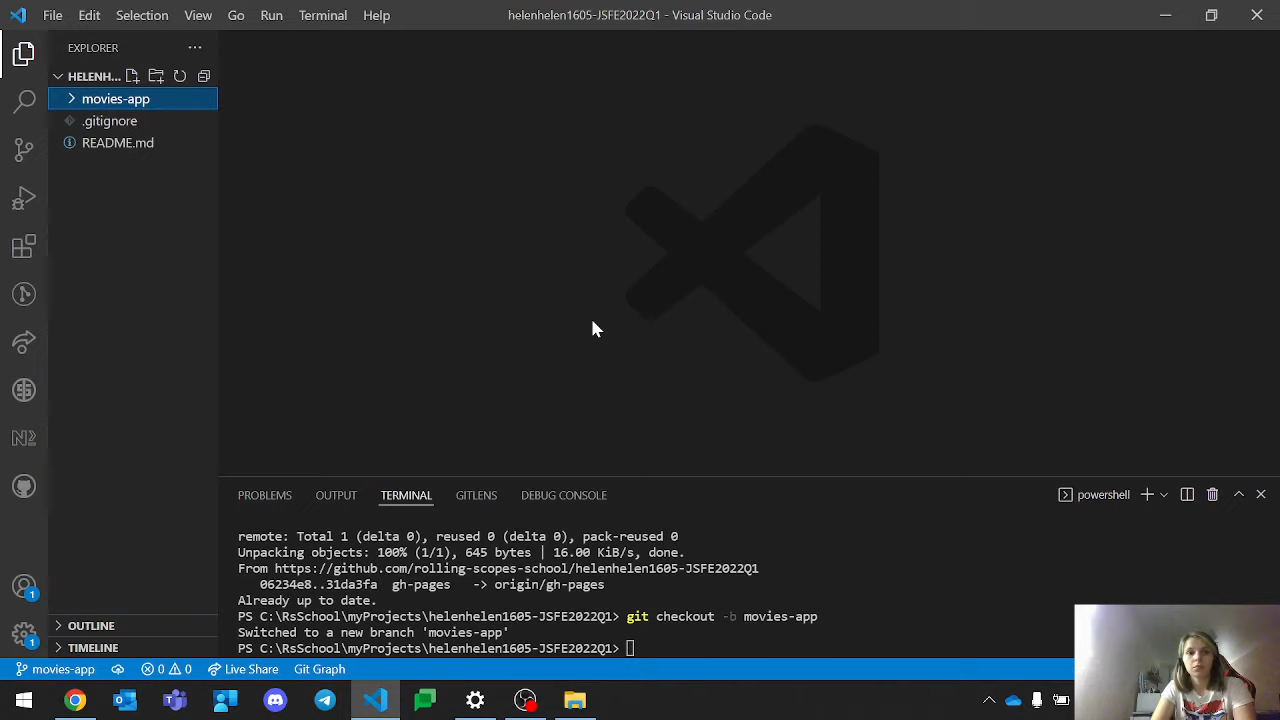 File Edit Selection View Go Run Terminal Help
helenhelen1605-JSFE2022Q1 - Visual Studio Code
EXPLORER
HELENH...
movies-app
.gitignore
README.md
PROBLEMS OUTPUT TERMINAL GITLENS DEBUG CONSOLE
powershell
remote: Total 1 (delta 0), reused 0 (delta 0), pack-reused 0
Unpacking objects: 100% (1/1), 645 bytes | 16.00 KiB/s, done.
From https://github.com/rolling-scopes-school/helenhelen1605-JSFE2022Q1
06234e8..31da3fa gh-pages -> origin/gh-pages
Already up to date.
PS C:\RsSchool\myProjects\helenhelen1605-JSFE2022Q1> git checkout -b movies-app
Switched to a new branch 'movies-app'
PS C:\RsSchool\myProjects\helenhelen1605-JSFE2022Q1>
OUTLINE
TIMELINE
1
1
movies-app 0 0 Live Share Git Graph